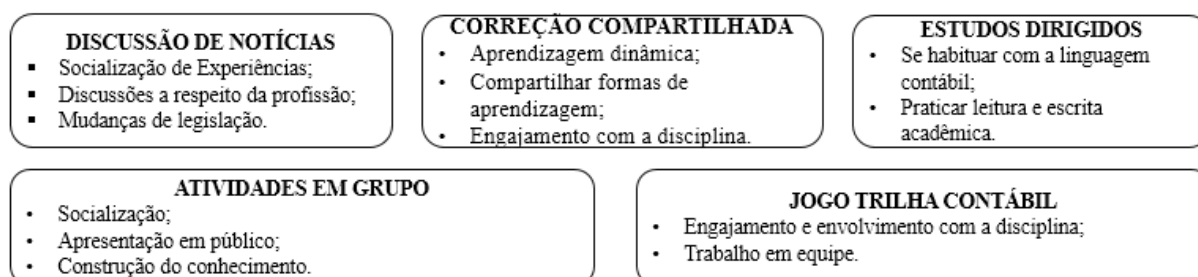 DISCUSSÃO DE NOTÍCIAS
▪ Socialização de Experiências;
▪ Discussões a respeito da profissão;
▪ Mudanças de legislação.
CORREÇÃO COMPARTILHADA
• Aprendizagem dinâmica;
• Compartilhar formas de
aprendizagem;
• Engajamento com a disciplina.
ESTUDOS DIRIGIDOS
• Se habituar com a linguagem
contábil;
• Praticar leitura e escrita
acadêmica.
ATIVIDADES EM GRUPO
• Socialização;
• Apresentação em público;
• Construção do conhecimento.
JOGO TRILHA CONTÁBIL
• Engajamento e envolvimento com a disciplina;
• Trabalho em equipe.